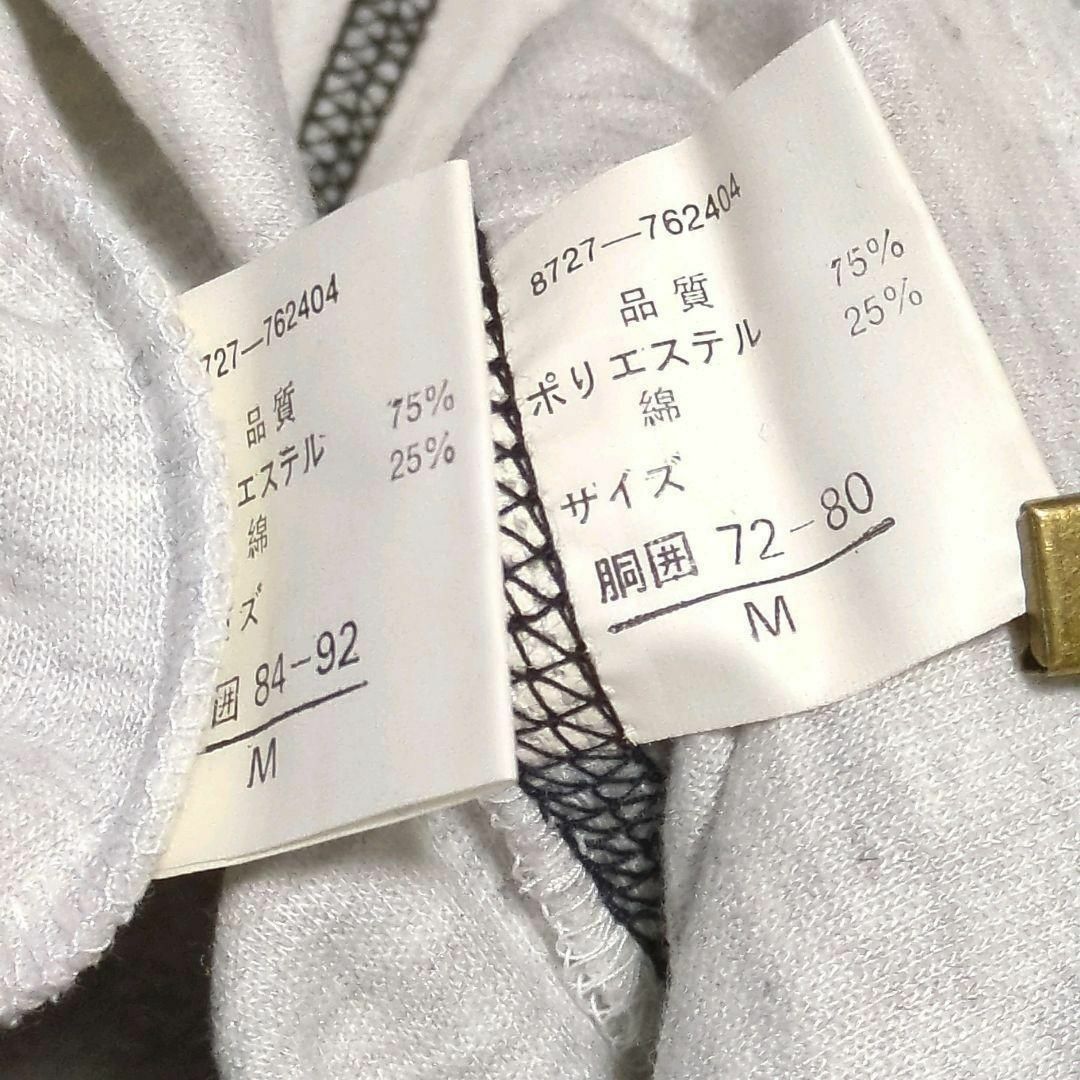 727—762404
品質
エステル 75%
綿 25%
ズ
囲 84-92
M
8727—762404
品質
ポリエステル 75%
綿 25%
サイズ
胴囲 72-80
M